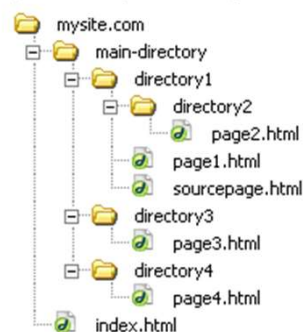 mysite.com
main-directory
directory1
directory2
page2.html
page1.html
sourcepage.html
directory3
page3.html
directory4
page4.html
index.html